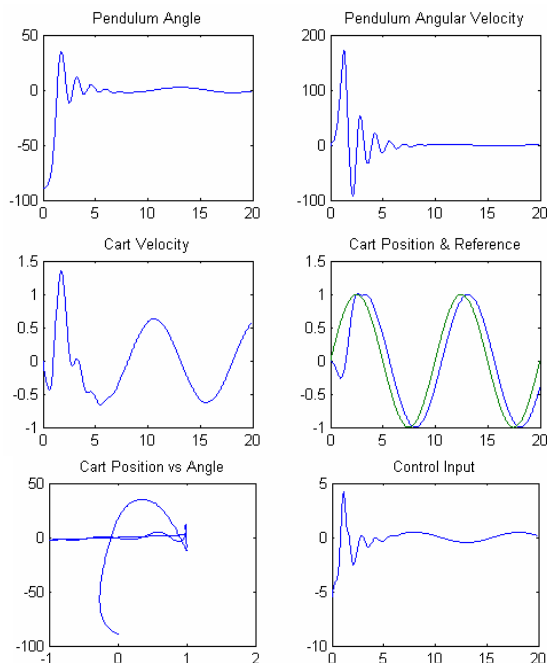 Pendulum Angle
50
0
-50
-100
0 5 10 15 20
Pendulum Angular Velocity
200
100
0
-100
0 5 10 15 20
Cart Velocity
1.5
1
0.5
0
-0.5
-1
0 5 10 15 20
Cart Position & Reference
1.5
1
0.5
0
-0.5
-1
0 5 10 15 20
Cart Position vs Angle
50
0
-50
-100
-1 0 1 2
Control Input
5
0
-5
-10
0 5 10 15 20